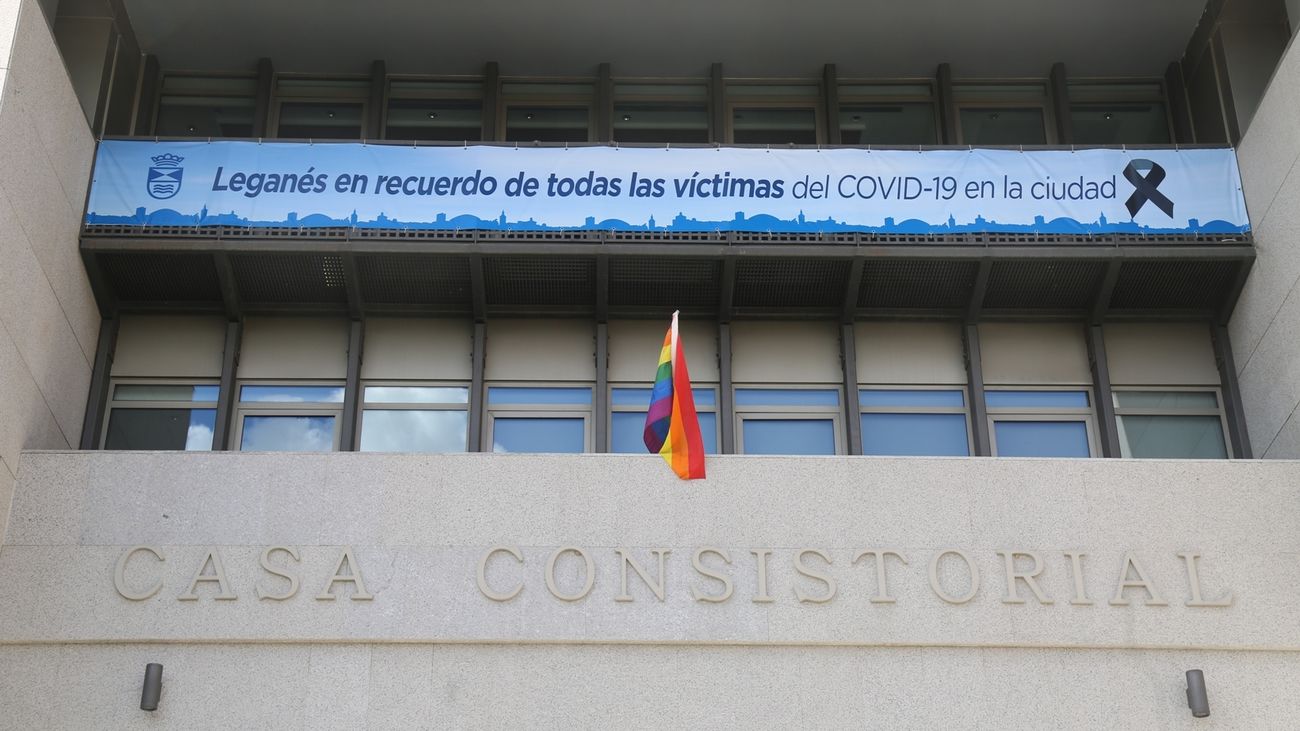 Leganés en recuerdo de todas las víctimas del COVID-19 en la ciudad
CASA CONSISTORIAL